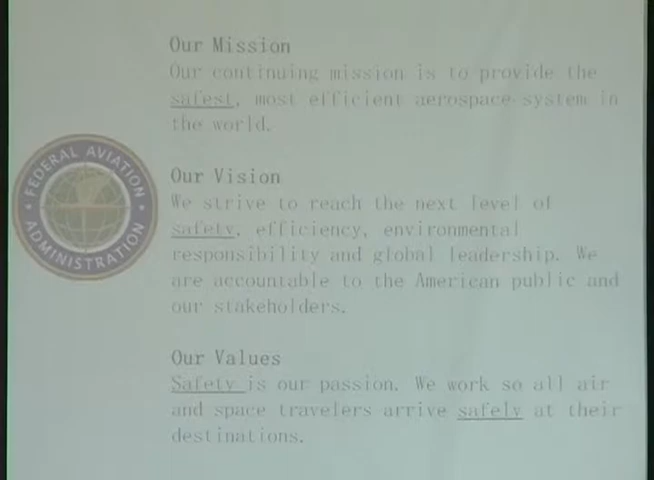 Our Mission
Our continuing mission is to provide the
safest, most efficient aerospace system in
the world.
FEDERAL AVIATION
ADMINISTRATION
Our Vision
We strive to reach the next level of
safety, efficiency, environmental
responsibility and global leadership. We
are accountable to the American public and
our stakeholders.
Our Values
Safety is our passion. We work so all air
and space travelers arrive safely at their
destinations.